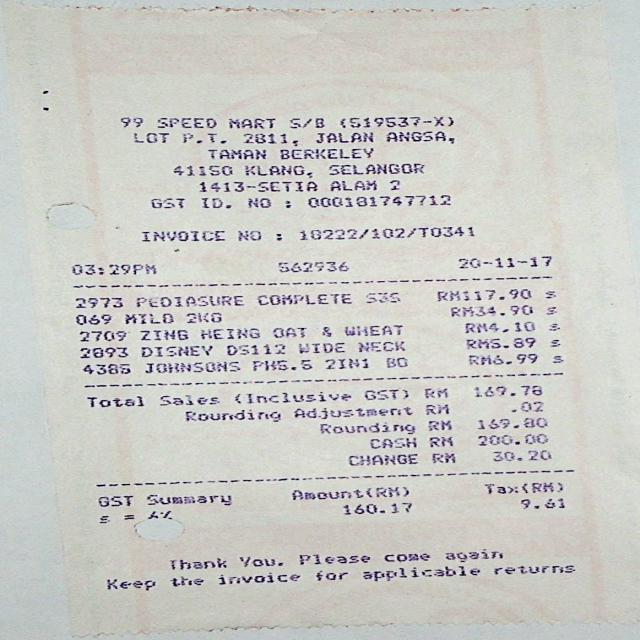 99 SPEED MART S/B (519537-X)
LOT P.T. 2811, JALAN ANGSA,
TAMAN BERKELEY
41150 KLANG, SELANGOR
1413-SETIA ALAM 2
GST ID. NO : 000181747712
INVOICE NO : 18222/102/T0341
03:29PM 562936 20-11-17
2973 PEDIASURE COMPLETE S3S RM117.90 s
069 MILO 2KG RM34.90 s
2709 ZING HEING OAT & WHEAT RM4.10 s
2893 DISNEY DS112 WIDE NECK RM5.89 s
4385 JOHNSONS PH5.5 2IN1 BO RM6.99 s
Total Sales (Inclusive GST) RM 169.78
Rounding Adjustment RM .02
Rounding RM 169.80
CASH RM 200.00
CHANGE RM 30.20
GST Summary Amount(RM) Tax(RM)
s = 6% 160.17 9.61
Thank You. Please come again
Keep the invoice for applicable returns